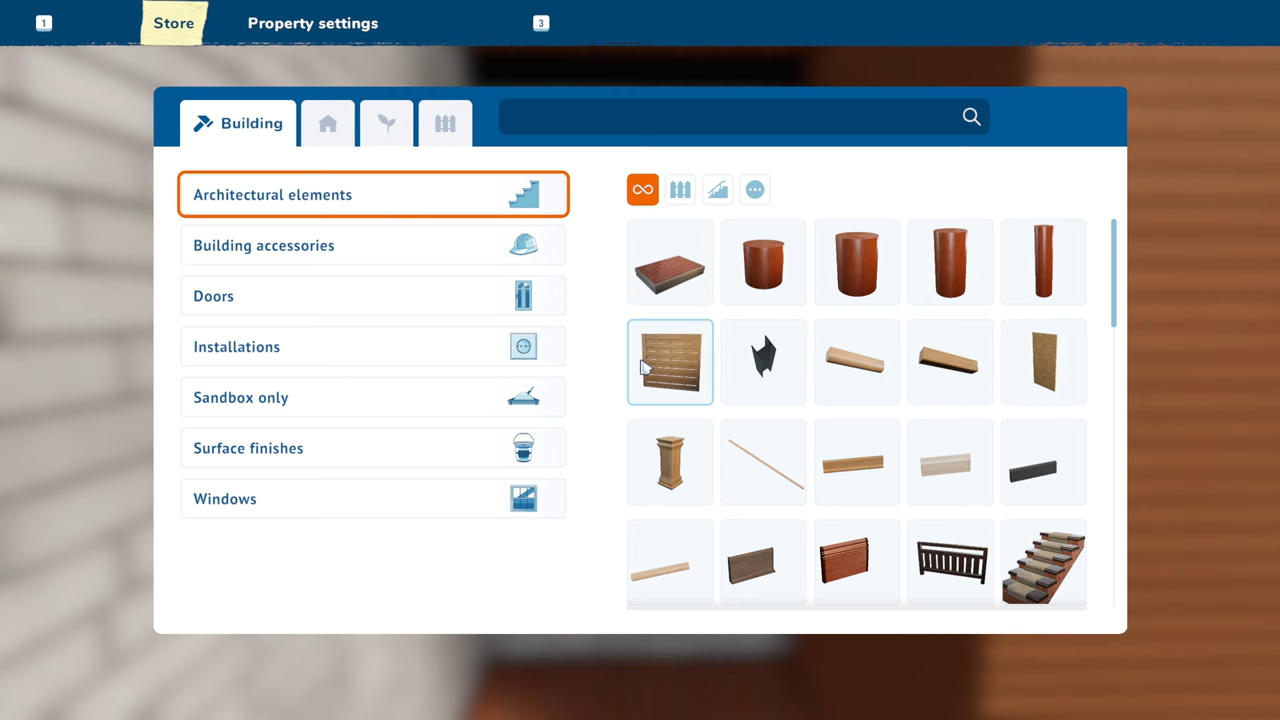 1
Store
Property settings
3
Building
Architectural elements
Building accessories
Doors
Installations
Sandbox only
Surface finishes
Windows